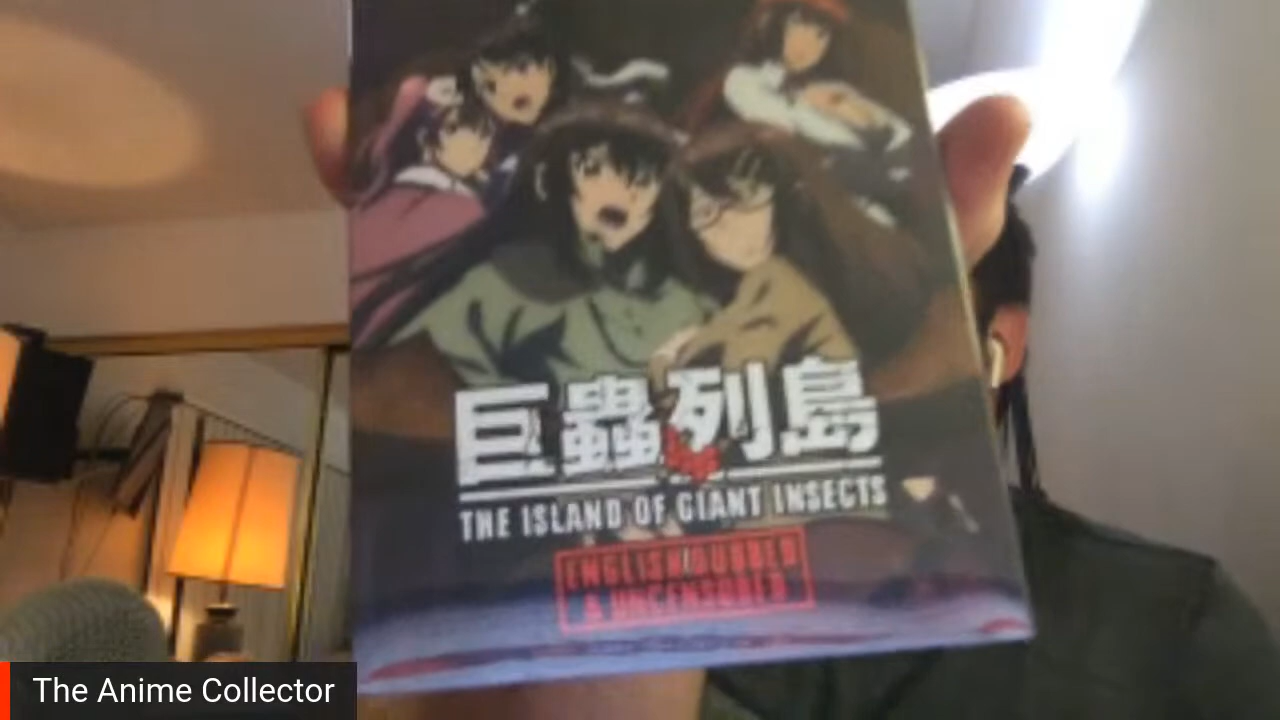 巨蟲列島
THE ISLAND OF GIANT INSECTS
ENGLISH DUBBED
& UNCENSORED
The Anime Collector